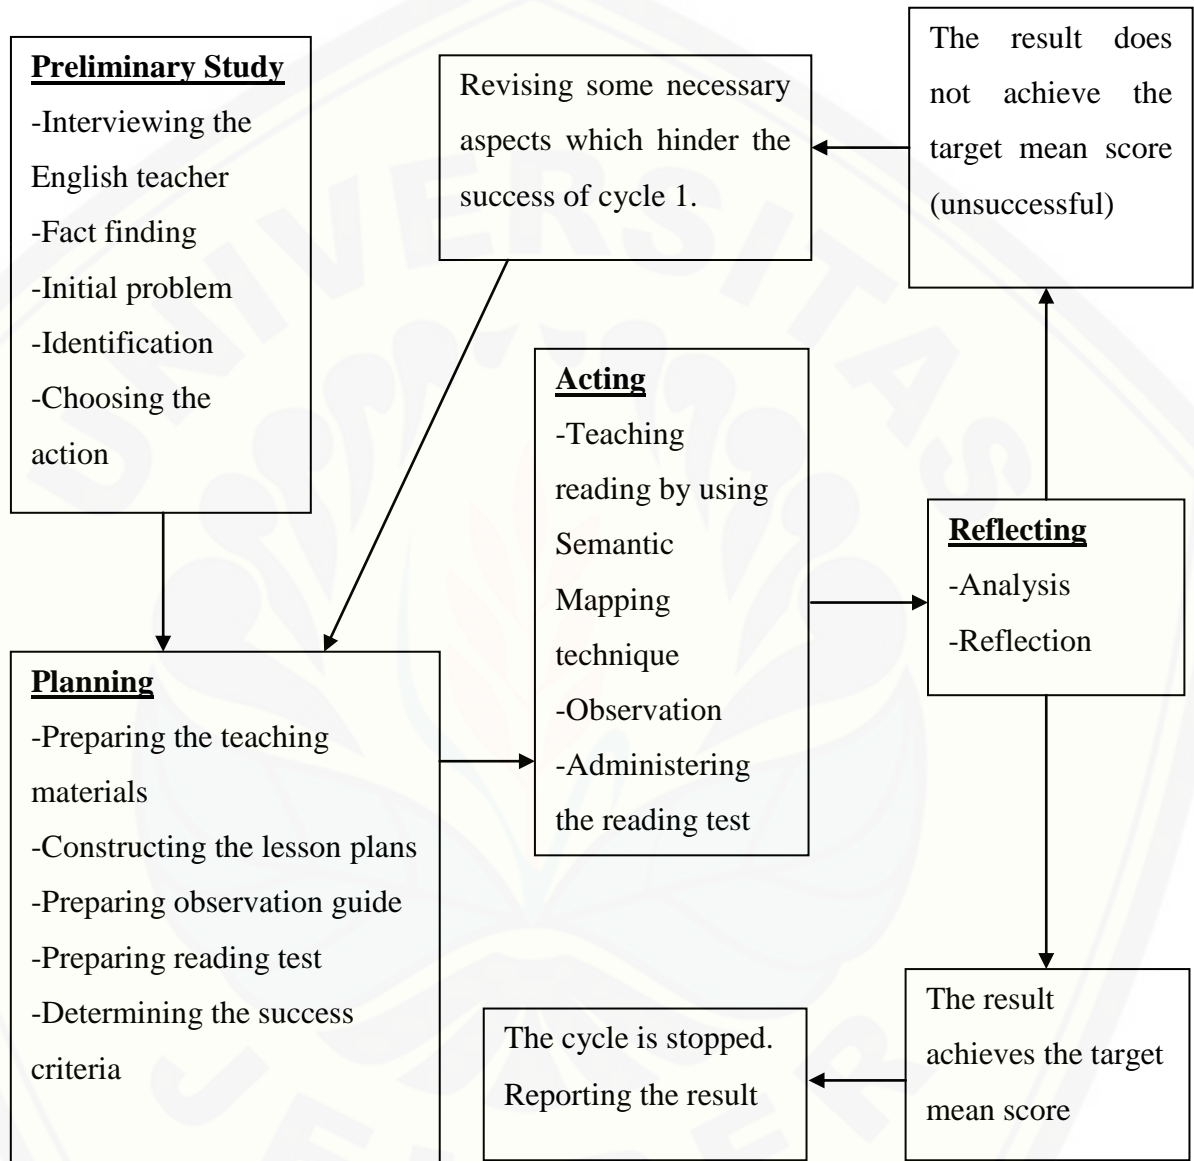 Preliminary Study
-Interviewing the
English teacher
-Fact finding
-Initial problem
-Identification
-Choosing the
action
Revising some necessary
aspects which hinder the
success of cycle 1.
The result does
not achieve the
target mean score
(unsuccessful)
Acting
-Teaching
reading by using
Semantic
Mapping
technique
-Observation
-Administering
the reading test
Reflecting
-Analysis
-Reflection
Planning
-Preparing the teaching
materials
-Constructing the lesson plans
-Preparing observation guide
-Preparing reading test
-Determining the success
criteria
The cycle is stopped.
Reporting the result
The result
achieves the target
mean score
UNIVERSITAS
JEMBER